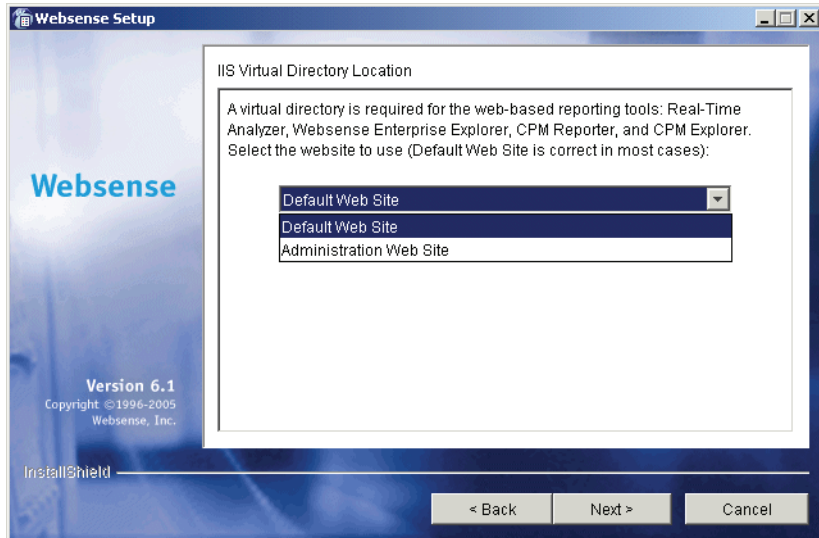 Websense Setup
IIS Virtual Directory Location
A virtual directory is required for the web-based reporting tools: Real-Time
Analyzer, Websense Enterprise Explorer, CPM Reporter, and CPM Explorer.
Select the website to use (Default Web Site is correct in most cases):
Default Web Site
Default Web Site
Administration Web Site
Websense
Version 6.1
Copyright ©1996-2005
Websense, Inc.
InstallShield
< Back
Next >
Cancel